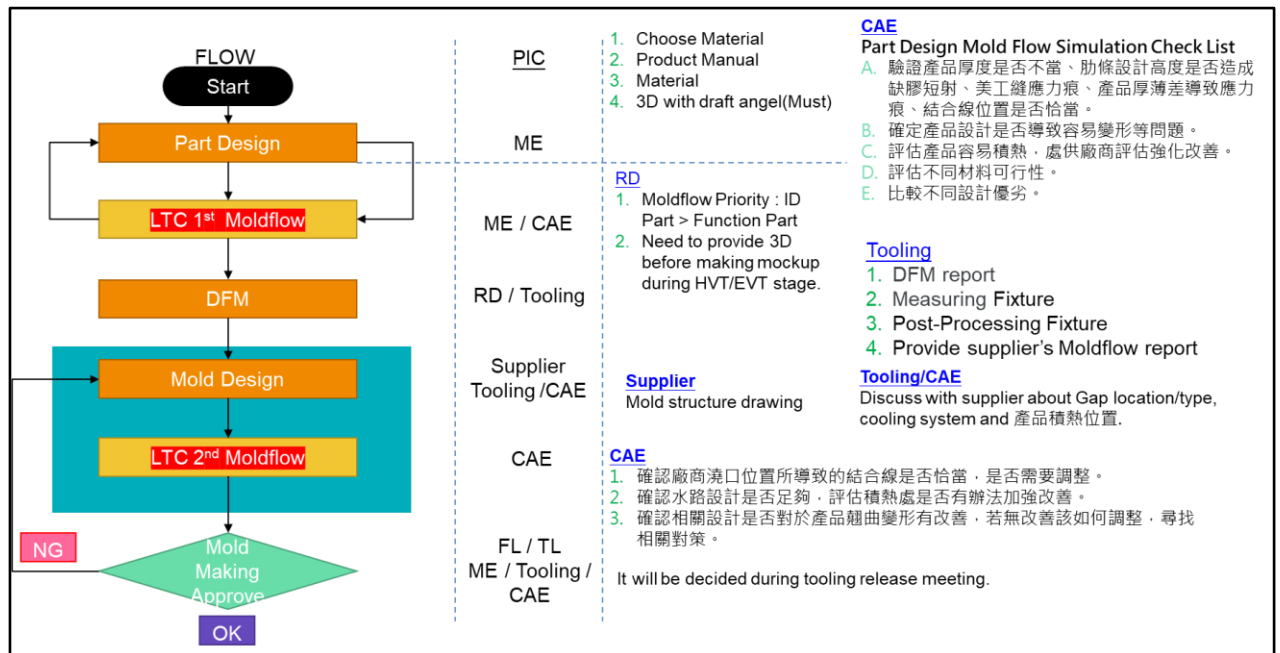 FLOW
Start
Part Design
LTC 1st Moldflow
DFM
Mold Design
LTC 2nd Moldflow
Mold
Making
Approve
NG
OK
PIC
ME
ME / CAE
RD / Tooling
Supplier
Tooling /CAE
CAE
FL / TL
ME / Tooling /
CAE
1. Choose Material
2. Product Manual
3. Material
4. 3D with draft angel(Must)
RD
1. Moldflow Priority : ID
Part > Function Part
2. Need to provide 3D
before making mockup
during HVT/EVT stage.
Supplier
Mold structure drawing
CAE
Part Design Mold Flow Simulation Check List
A. 驗證產品厚度是否不當、肋條設計高度是否造成
缺膠短射、美工縫應力痕、產品厚薄差導致應力
痕、結合線位置是否恰當。
B. 確定產品設計是否導致容易變形等問題。
C. 評估產品容易積熱，處供廠商評估強化改善。
D. 評估不同材料可行性。
E. 比較不同設計優劣。
Tooling
1. DFM report
2. Measuring Fixture
3. Post-Processing Fixture
4. Provide supplier's Moldflow report
Tooling/CAE
Discuss with supplier about Gap location/type,
cooling system and 產品積熱位置.
CAE
1. 確認廠商澆口位置所導致的結合線是否恰當，是否需要調整。
2. 確認水路設計是否足夠，評估積熱處是否有辦法加強改善。
3. 確認相關設計是否對於產品翹曲變形有改善，若無改善該如何調整，尋找
相關對策。
It will be decided during tooling release meeting.